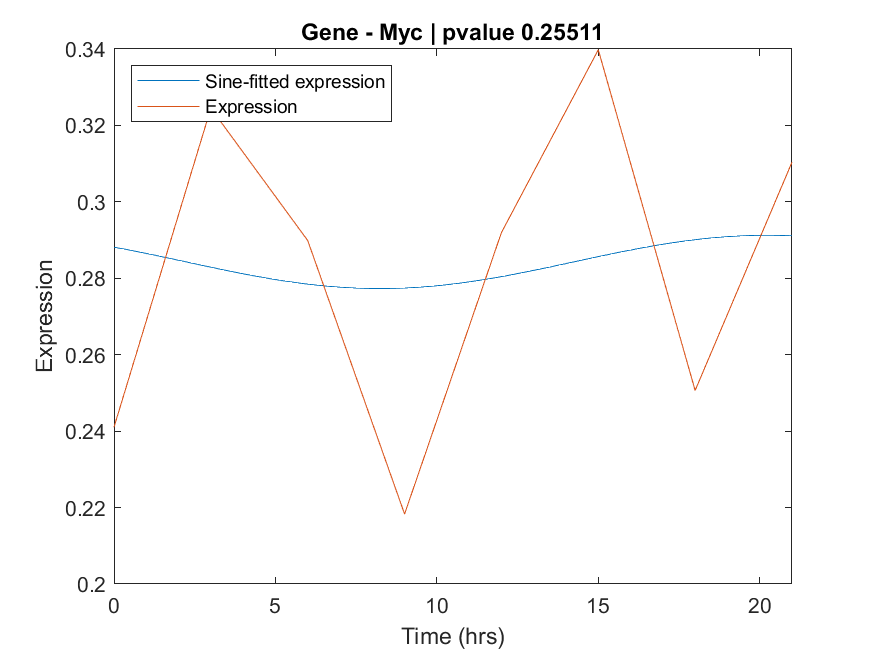 Gene - Myc | pvalue 0.25511
Sine-fitted expression
Expression
0.34
0.32
0.3
0.28
0.26
0.24
0.22
0.2
Expression
0 5 10 15 20
Time (hrs)